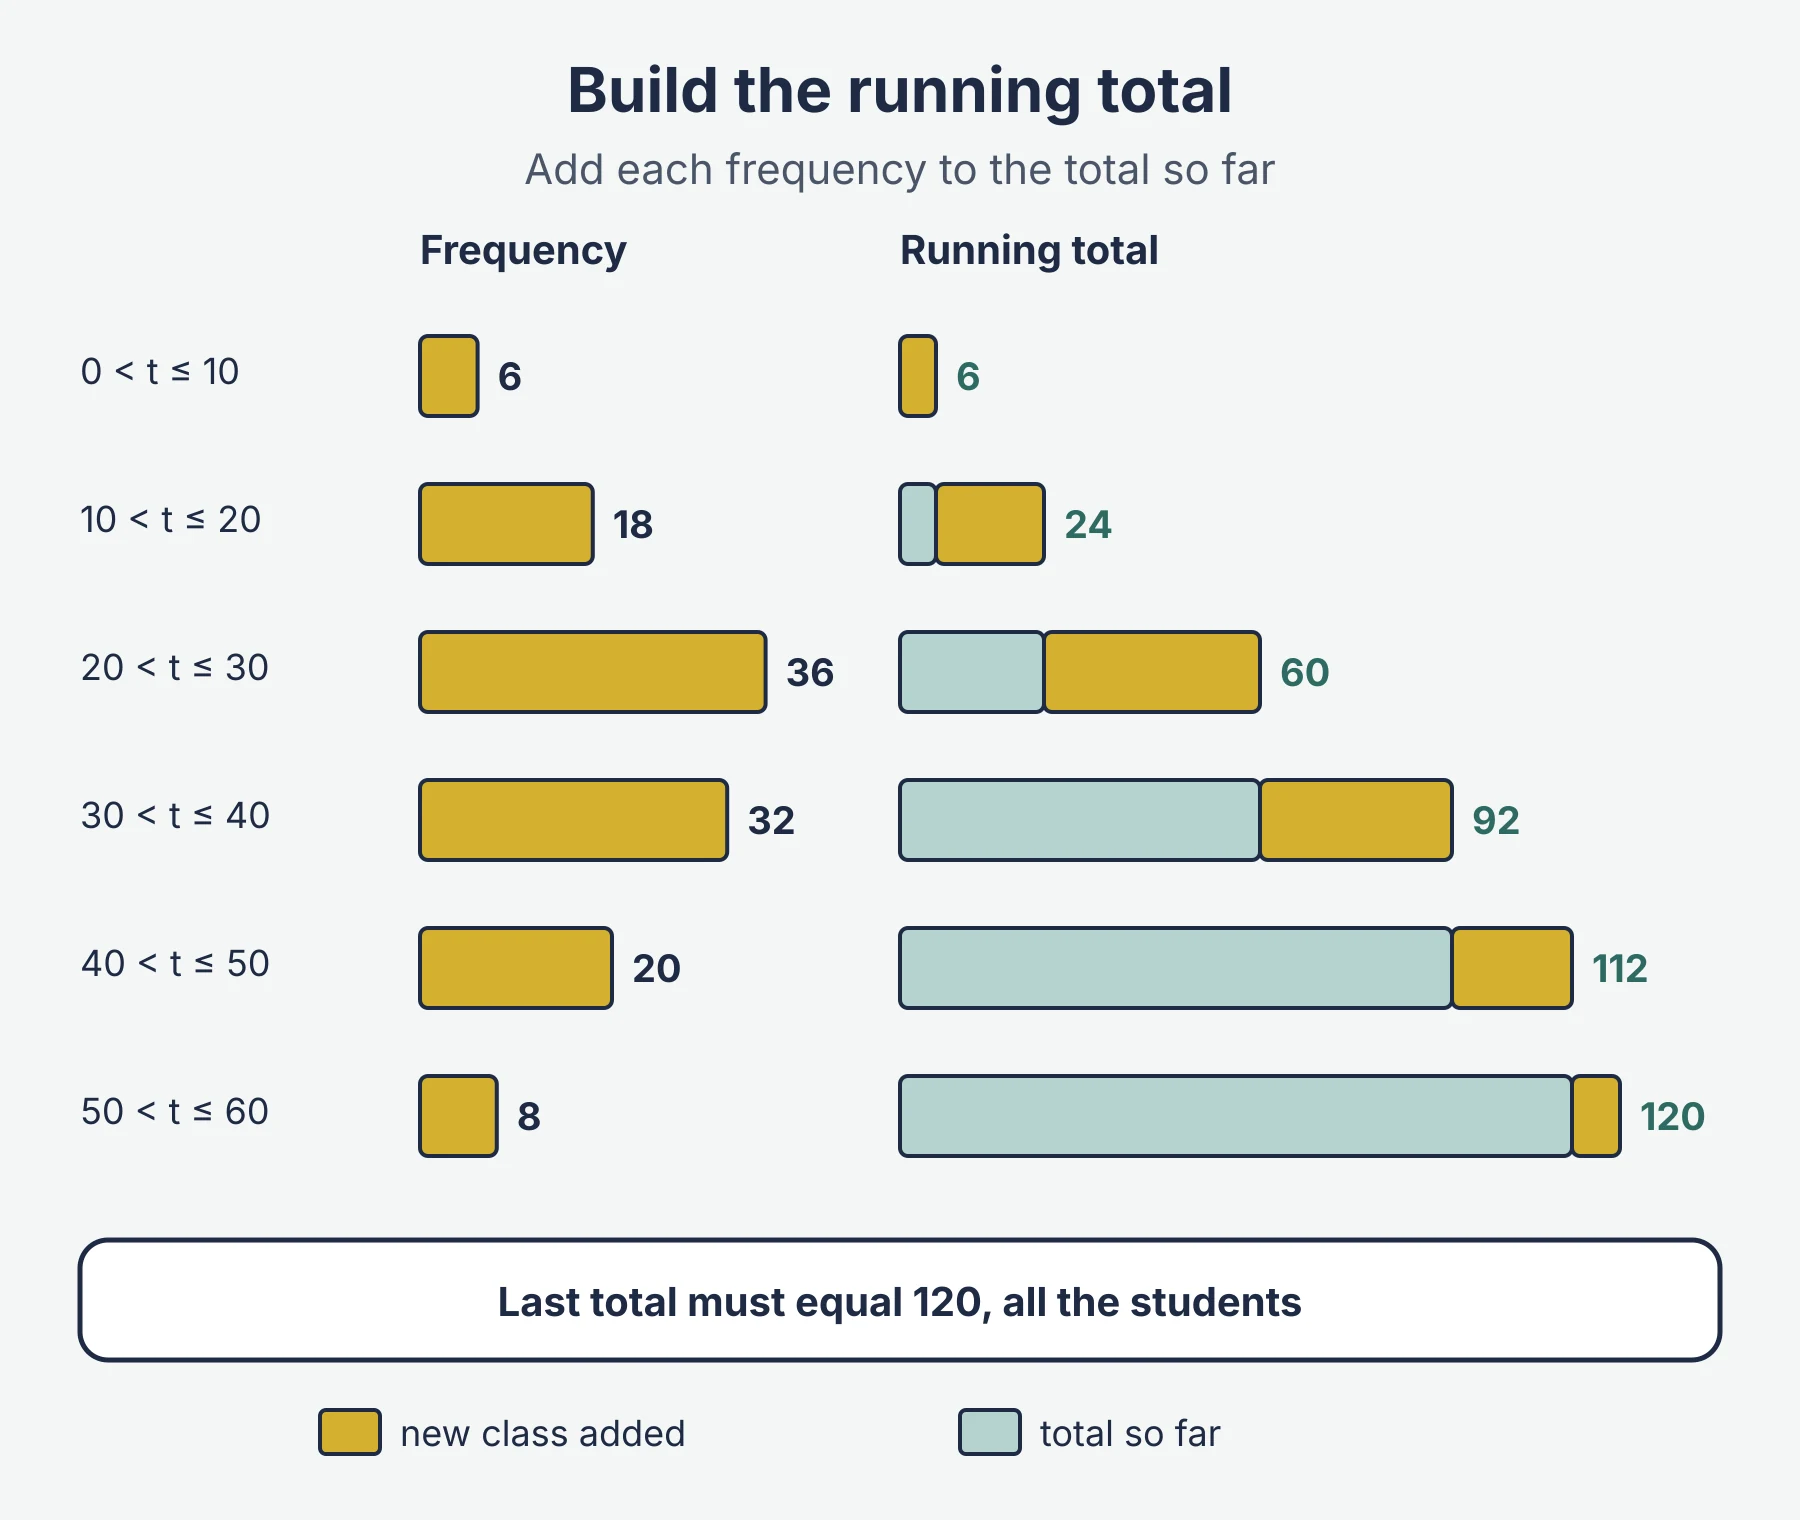 Build the running total
Add each frequency to the total so far
Frequency Running total
0 < t ≤ 10 6 6
10 < t ≤ 20 18 24
20 < t ≤ 30 36 60
30 < t ≤ 40 32 92
40 < t ≤ 50 20 112
50 < t ≤ 60 8 120
Last total must equal 120, all the students
new class added total so far